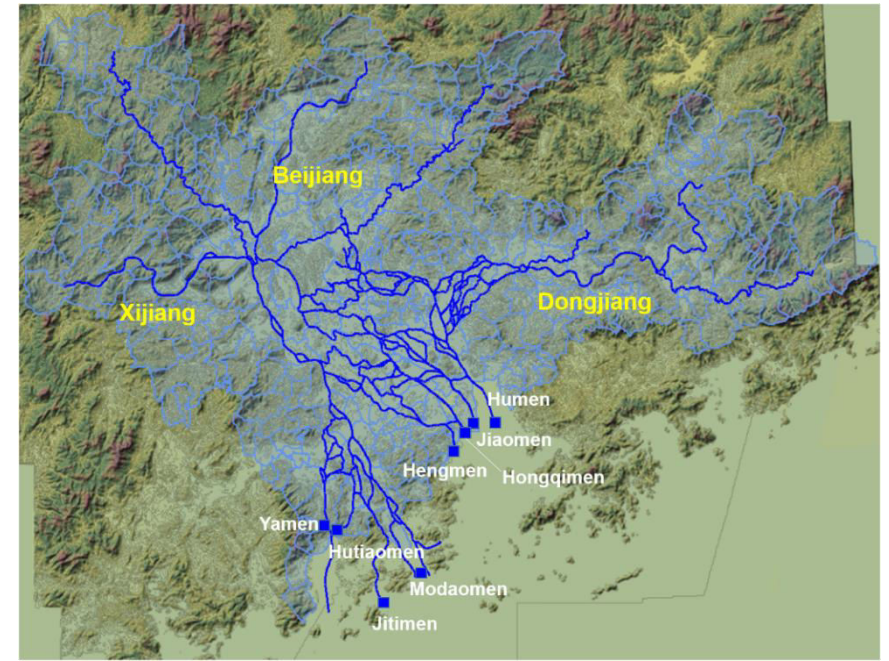 Beijiang
Dongjiang
Xijiang
Humen
Jiaomen
Hengmen
Hongqimen
Yamen
Hutiaomen
Modaomen
Jitimen